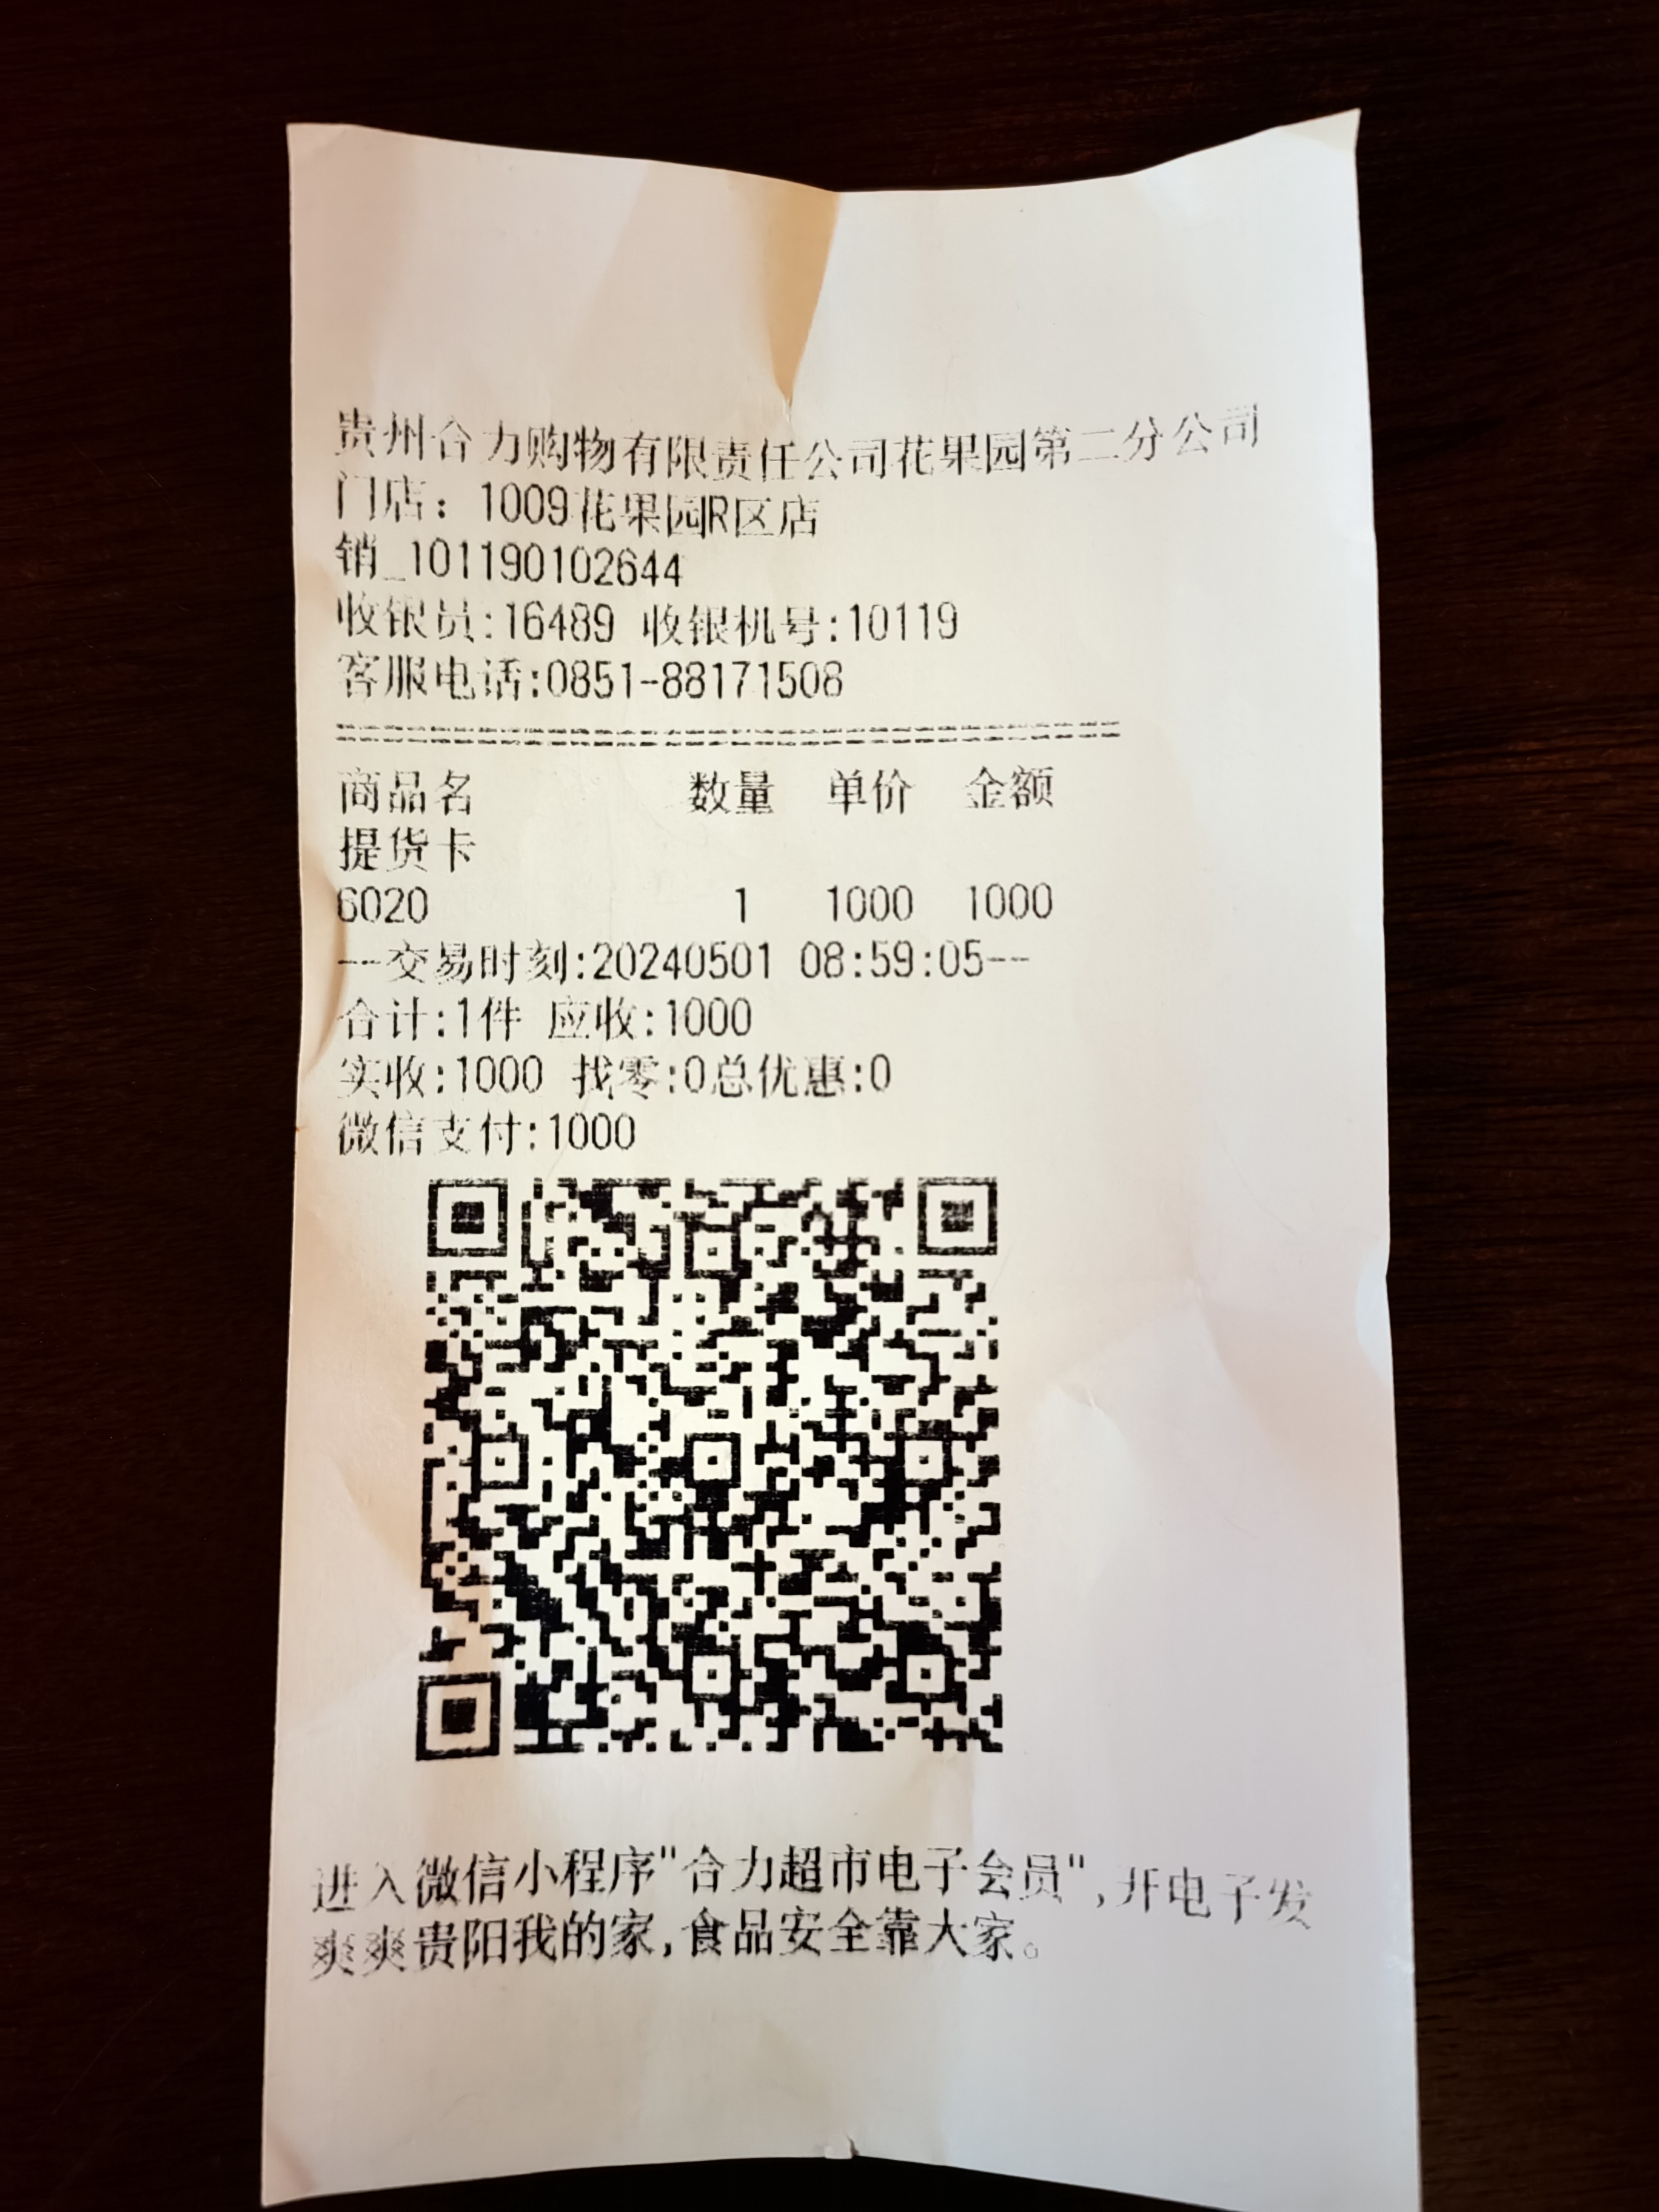 贵州合力购物有限责任公司花果园第二分公司
门店：1009花果园R区店
销_101190102644
收银员:16489 收银机号:10119
客服电话:0851-88171508
商品名 数量 单价 金额
提货卡
6020 1 1000 1000
--交易时刻:20240501 08:59:05--
合计:1件 应收:1000
实收:1000 找零:0总优惠:0
微信支付:1000
进入微信小程序"合力超市电子会员",开电子发
爽爽贵阳我的家,食品安全靠大家。